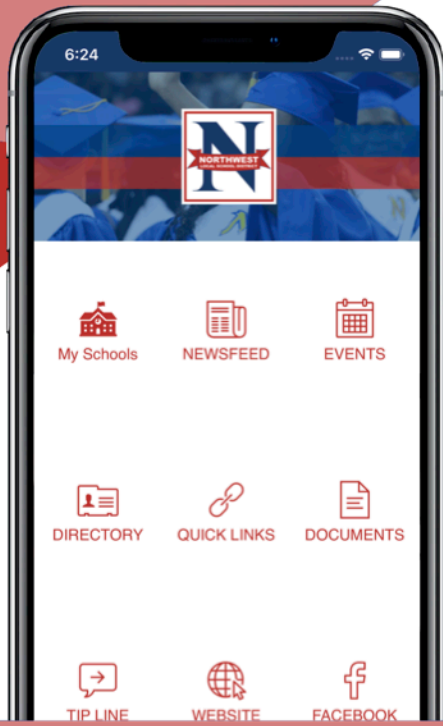 6:24
N
NORTHWEST
LOCAL SCHOOL DISTRICT
My Schools
NEWSFEED
EVENTS
DIRECTORY
QUICK LINKS
DOCUMENTS
TIP LINE
WEBSITE
FACEBOOK